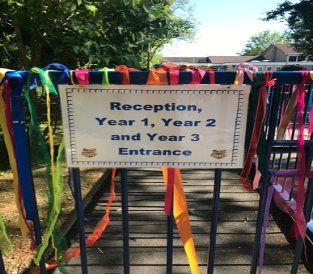 Reception,
Year 1, Year 2
and Year 3
Entrance